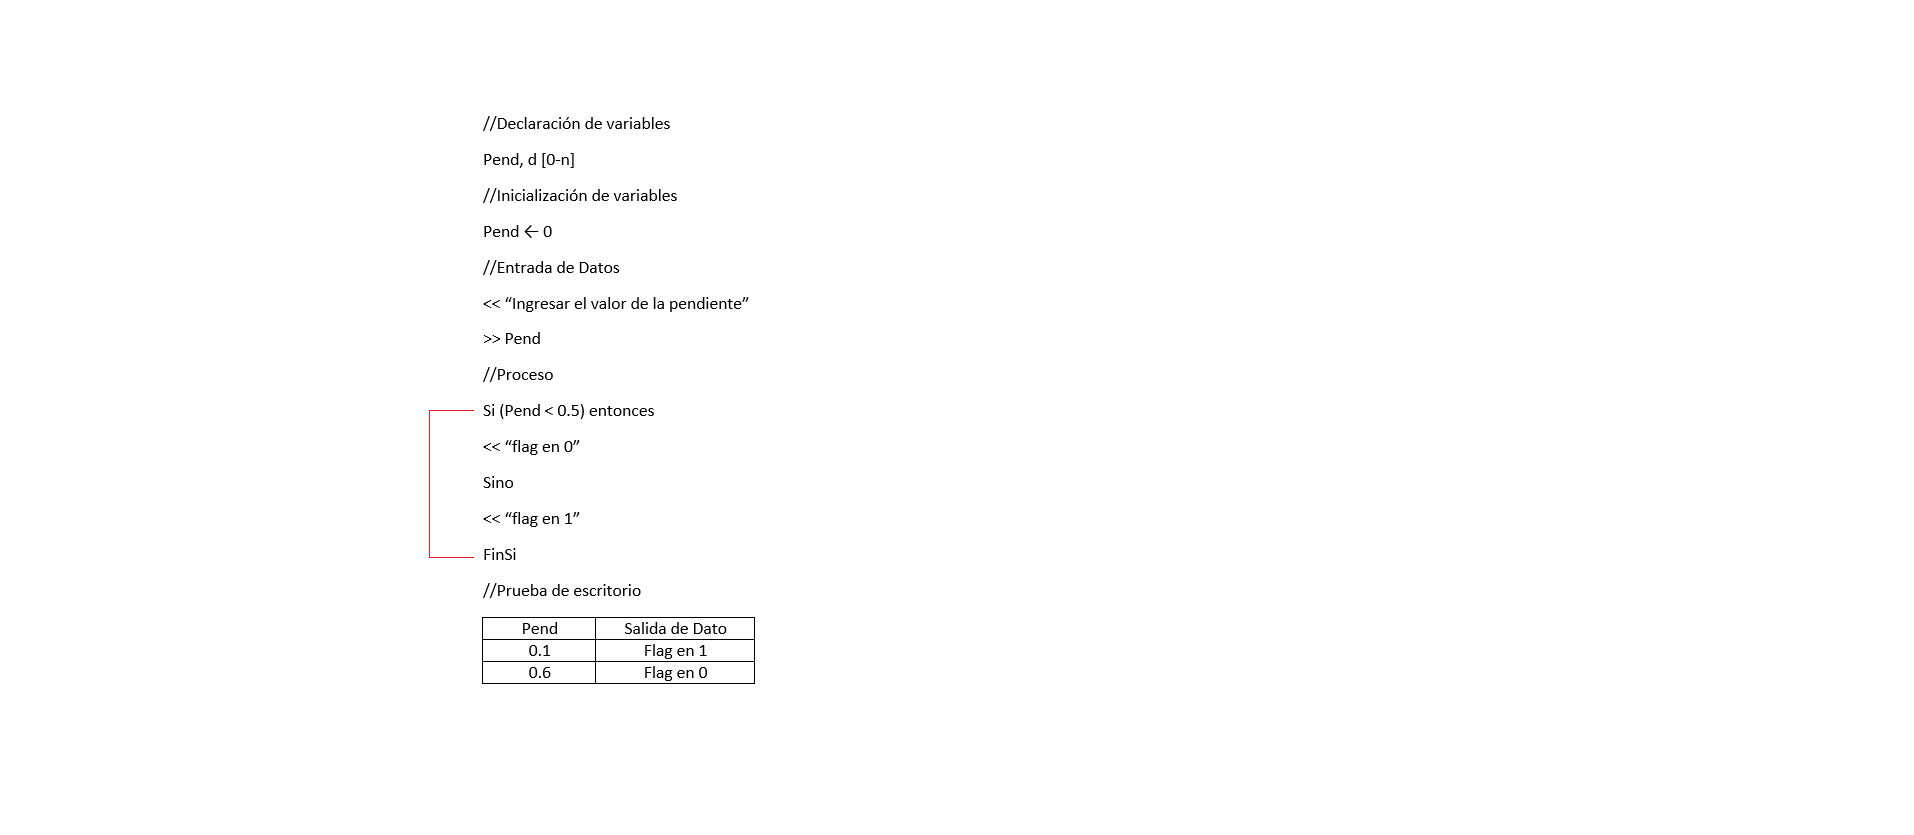 //Declaración de variables
Pend, d [0-n]
//Inicialización de variables
Pend ← 0
//Entrada de Datos
<< “Ingresar el valor de la pendiente”
>> Pend
//Proceso
Si (Pend < 0.5) entonces
<< “flag en 0”
Sino
<< “flag en 1”
FinSi
//Prueba de escritorio
Pend Salida de Dato
0.1 Flag en 1
0.6 Flag en 0